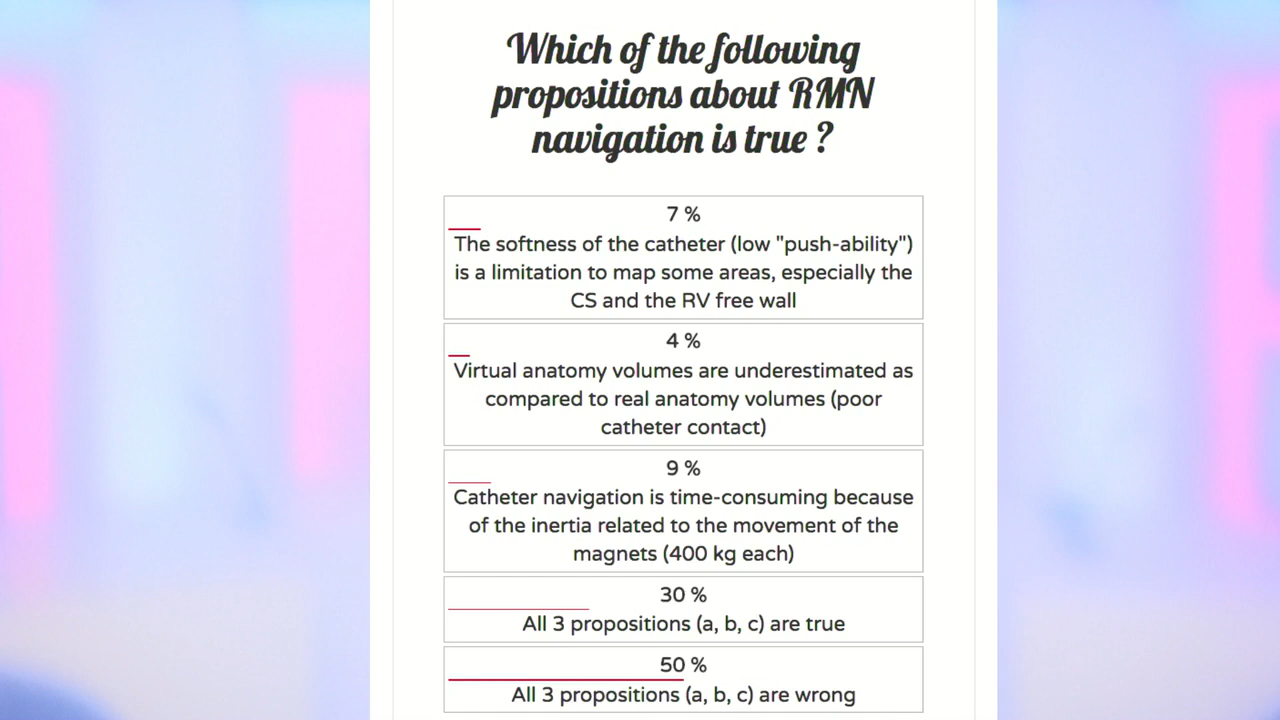 Which of the following
propositions about RMN
navigation is true ?
7 %
The softness of the catheter (low "push-ability")
is a limitation to map some areas, especially the
CS and the RV free wall
4 %
Virtual anatomy volumes are underestimated as
compared to real anatomy volumes (poor
catheter contact)
9 %
Catheter navigation is time-consuming because
of the inertia related to the movement of the
magnets (400 kg each)
30 %
All 3 propositions (a, b, c) are true
50 %
All 3 propositions (a, b, c) are wrong